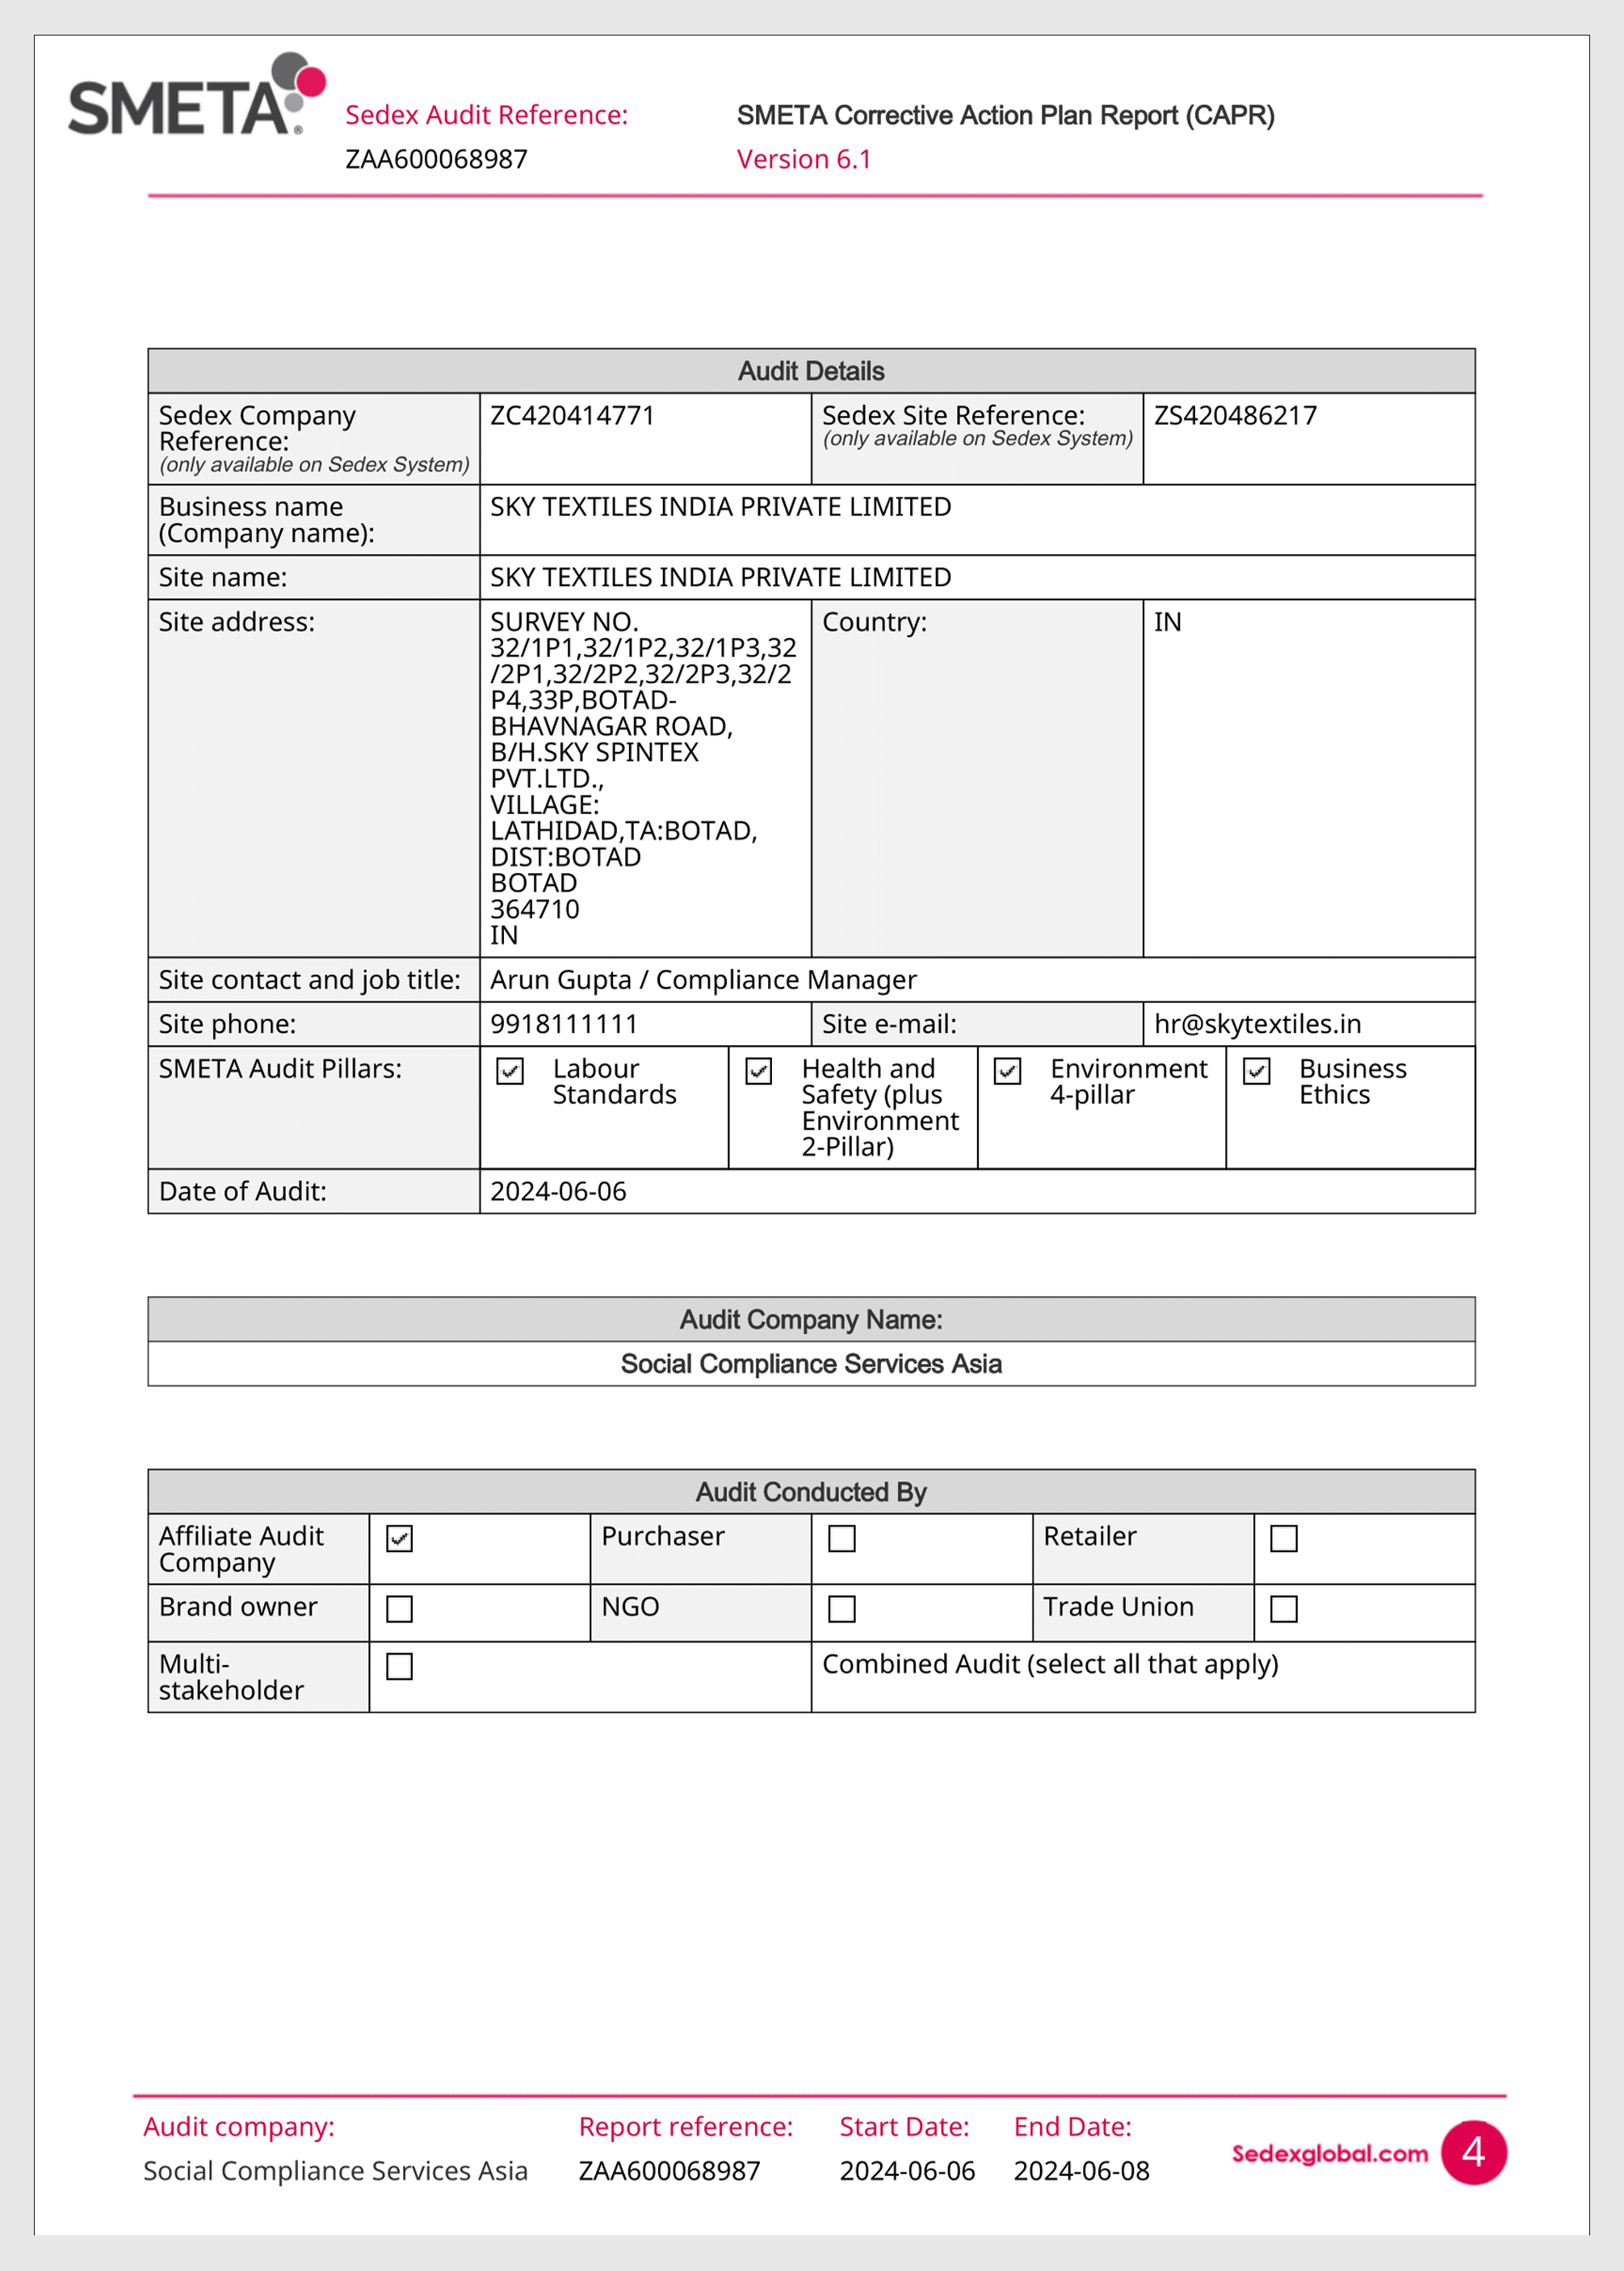 SMETA®
Sedex Audit Reference:
ZAA600068987
SMETA Corrective Action Plan Report (CAPR)
Version 6.1
Audit Details
Sedex Company
Reference:
(only available on Sedex System)
ZC420414771
Sedex Site Reference:
(only available on Sedex System)
ZS420486217
Business name
(Company name):
SKY TEXTILES INDIA PRIVATE LIMITED
Site name:
SKY TEXTILES INDIA PRIVATE LIMITED
Site address:
SURVEY NO.
32/1P1,32/1P2,32/1P3,32
/2P1,32/2P2,32/2P3,32/2
P4,33P,BOTAD-
BHAVNAGAR ROAD,
B/H.SKY SPINTEX
PVT.LTD.,
VILLAGE:
LATHIDAD,TA:BOTAD,
DIST:BOTAD
BOTAD
364710
IN
Country:
IN
Site contact and job title:
Arun Gupta / Compliance Manager
Site phone:
9918111111
Site e-mail:
hr@skytextiles.in
SMETA Audit Pillars:
Labour
Standards
Health and
Safety (plus
Environment
2-Pillar)
Environment
4-pillar
Business
Ethics
Date of Audit:
2024-06-06
Audit Company Name:
Social Compliance Services Asia
Audit Conducted By
Affiliate Audit
Company
Purchaser
Retailer
Brand owner
NGO
Trade Union
Multi-
stakeholder
Combined Audit (select all that apply)
Audit company:
Social Compliance Services Asia
Report reference:
ZAA600068987
Start Date:
2024-06-06
End Date:
2024-06-08
Sedexglobal.com
4